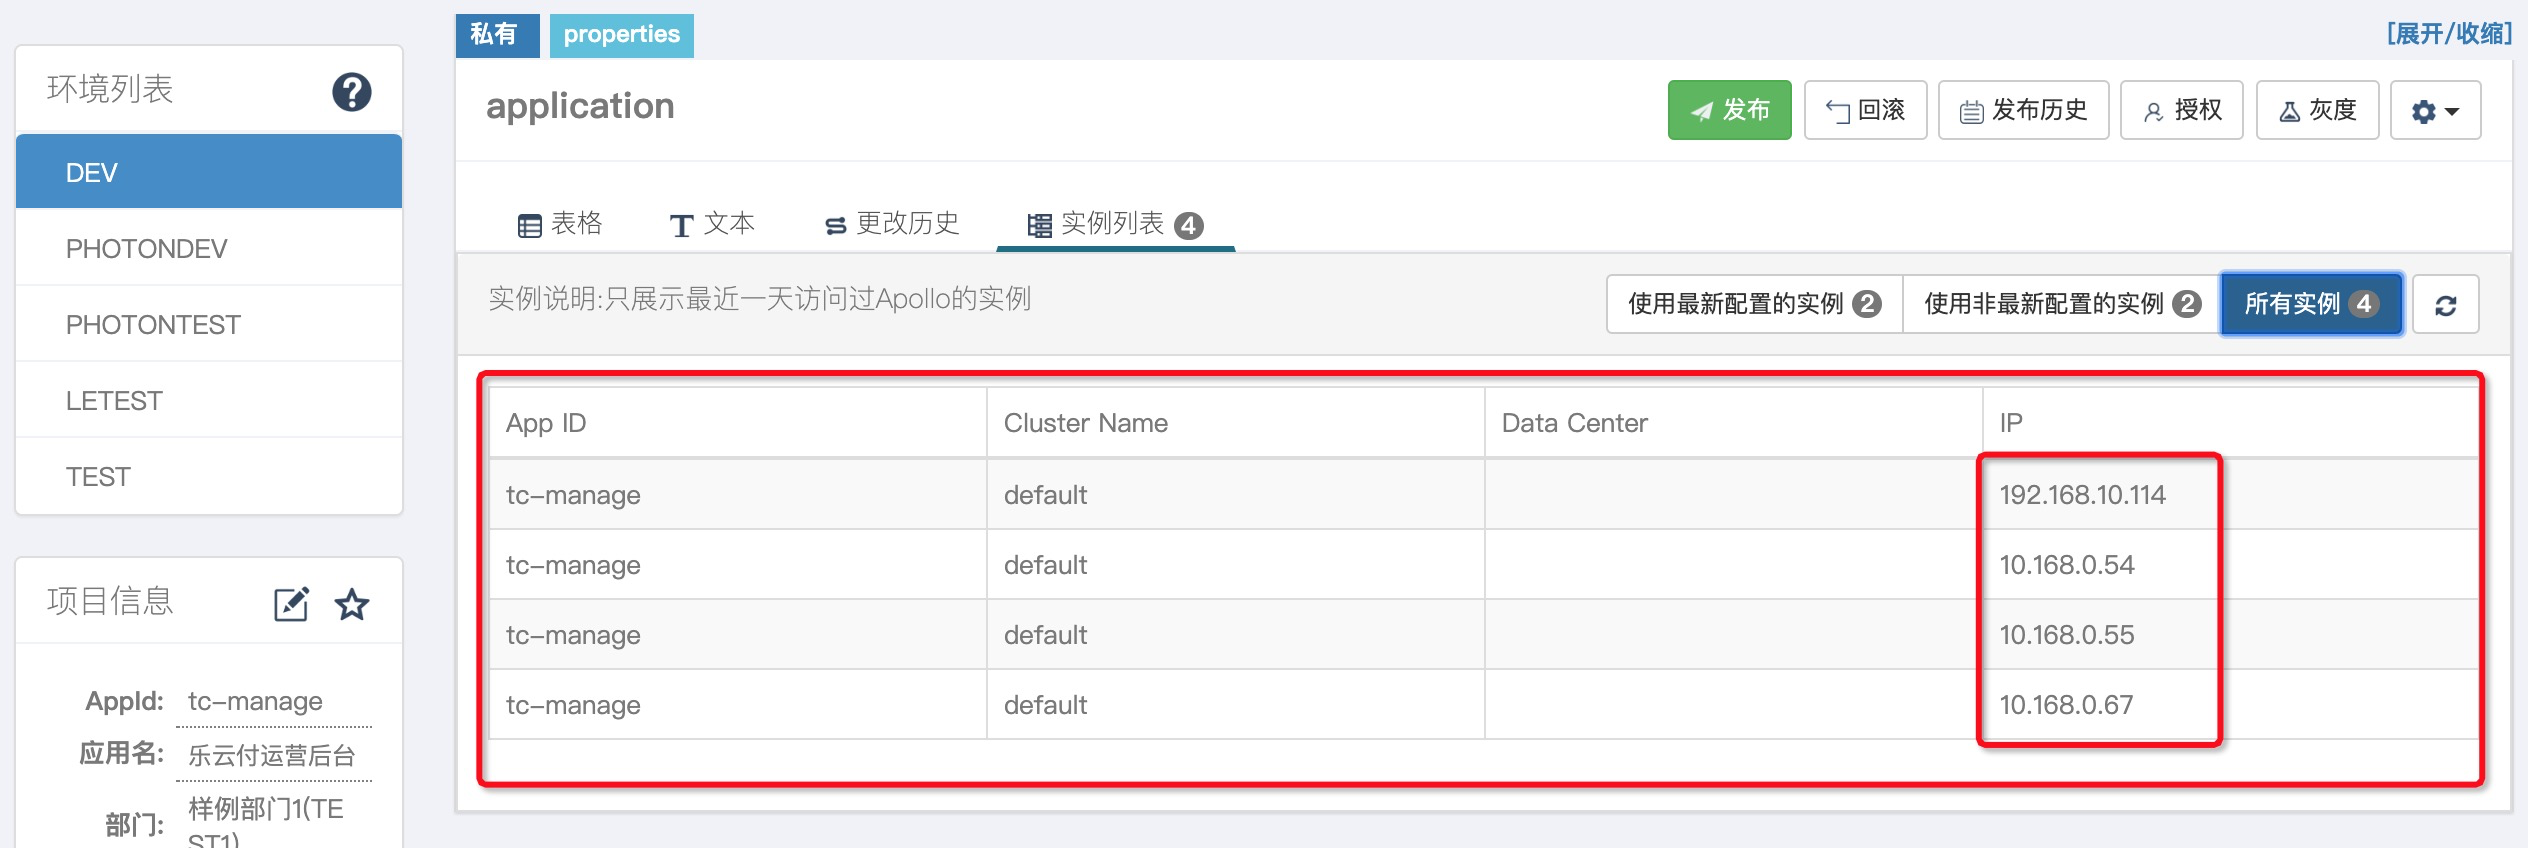 私有 properties [展开/收缩]
环境列表
DEV
PHOTONDEV
PHOTONTEST
LETEST
TEST
项目信息
AppId: tc-manage
应用名: 乐云付运营后台
部门: 样例部门1(TE
ST1)
application 发布 回滚 发布历史 授权 灰度
表格 文本 更改历史 实例列表 4
实例说明:只展示最近一天访问过Apollo的实例 使用最新配置的实例 2 使用非最新配置的实例 2 所有实例 4
App ID Cluster Name Data Center IP
tc-manage default 192.168.10.114
tc-manage default 10.168.0.54
tc-manage default 10.168.0.55
tc-manage default 10.168.0.67